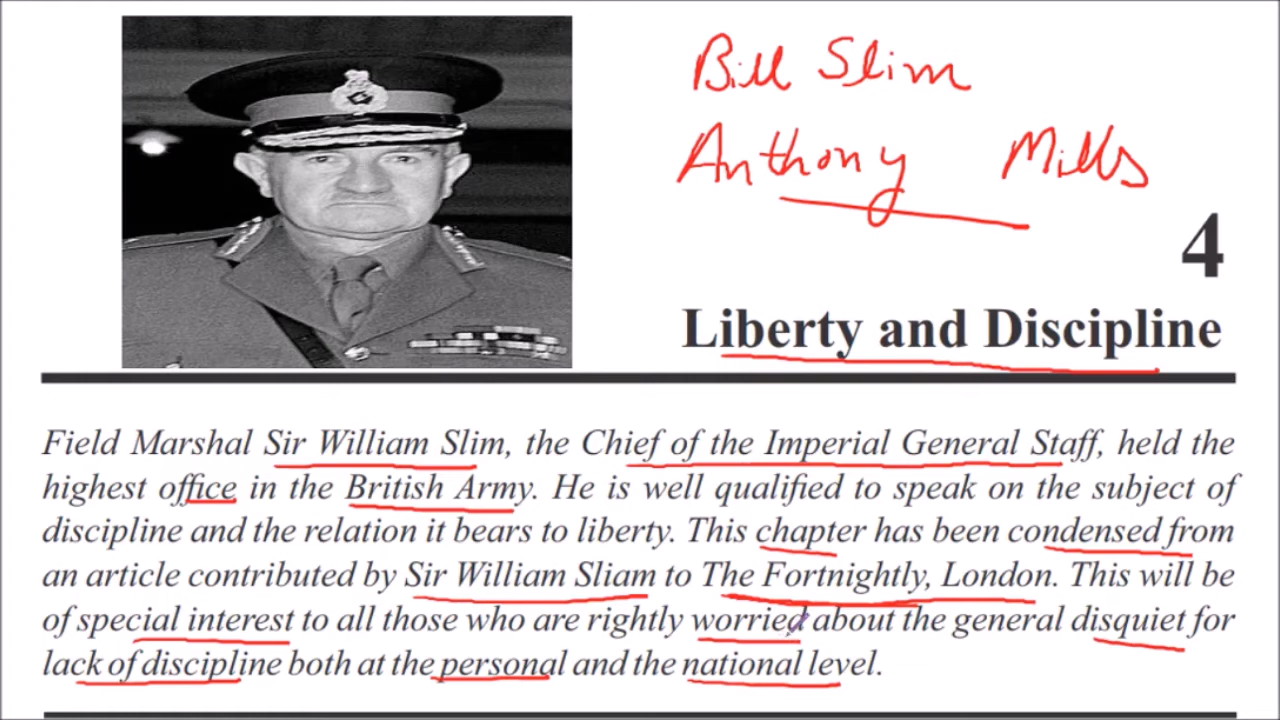 Bill Slim
Anthony Mills
4
Liberty and Discipline
Field Marshal Sir William Slim, the Chief of the Imperial General Staff, held the
highest office in the British Army. He is well qualified to speak on the subject of
discipline and the relation it bears to liberty. This chapter has been condensed from
an article contributed by Sir William Sliam to The Fortnightly, London. This will be
of special interest to all those who are rightly worried about the general disquiet for
lack of discipline both at the personal and the national level.